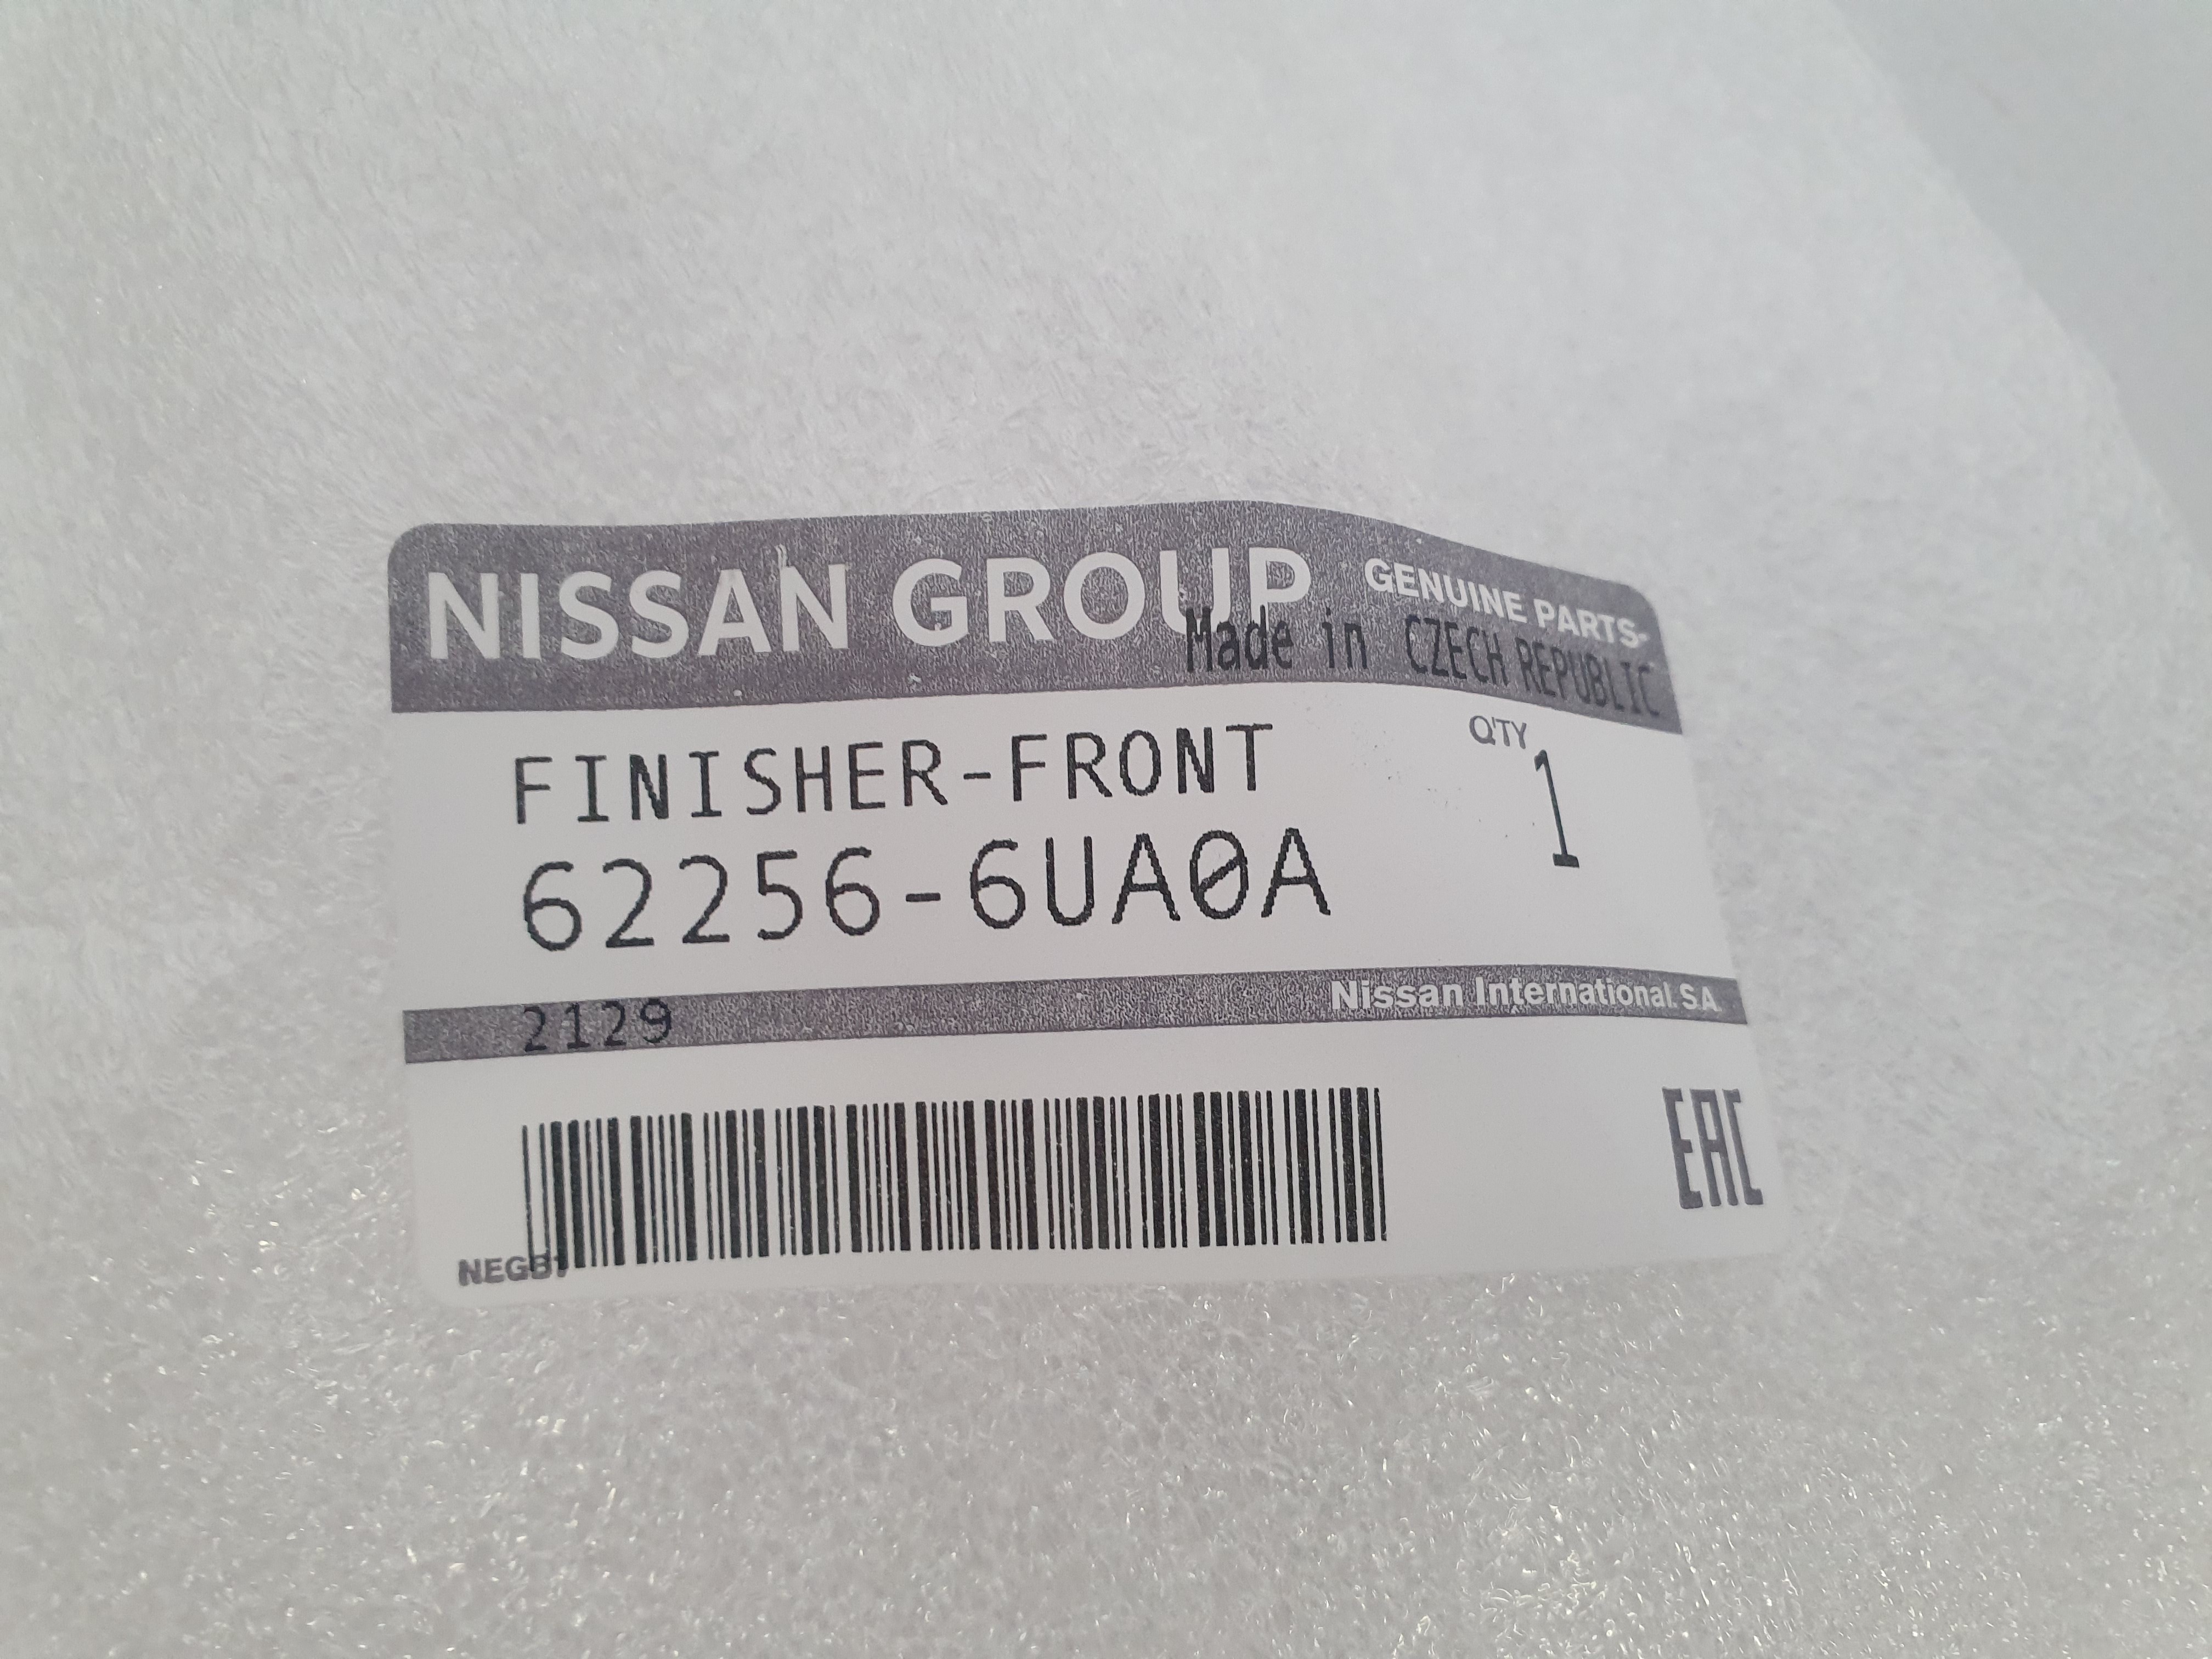 NISSAN GROUP GENUINE PARTS
Made in CZECH REPUBLIC
FINISHER-FRONT
QTY 1
62256-6UA0A
Nissan International. S.A.
2129
EAC